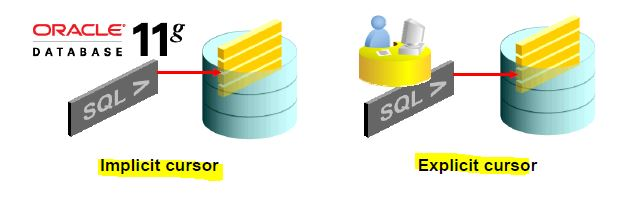 ORACLE®
DATABASE 11g
SQL >
SQL >
Implicit cursor
Explicit cursor